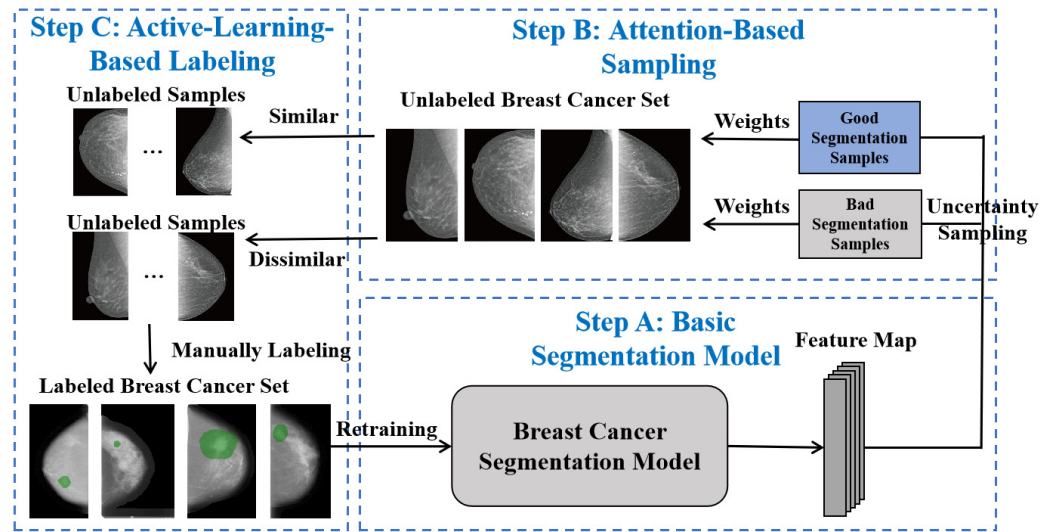 Step C: Active-Learning-
Based Labeling
Unlabeled Samples
...
Similar
Unlabeled Samples
...
Dissimilar
Manually Labeling
Labeled Breast Cancer Set
Retraining
Step B: Attention-Based
Sampling
Unlabeled Breast Cancer Set
Weights
Good
Segmentation
Samples
Weights
Bad
Segmentation
Samples
Uncertainty
Sampling
Step A: Basic
Segmentation Model
Feature Map
Breast Cancer
Segmentation Model